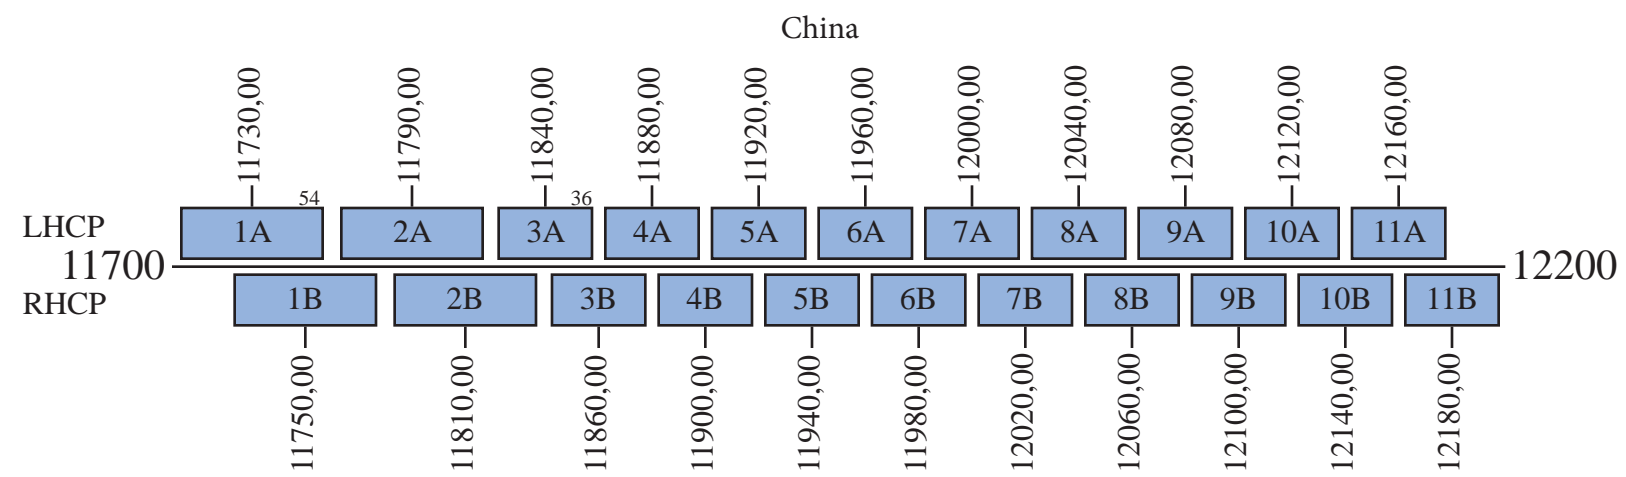 China
11730,00 11790,00 11840,00 11880,00 11920,00 11960,00 12000,00 12040,00 12080,00 12120,00 12160,00
54 36
LHCP 1A 2A 3A 4A 5A 6A 7A 8A 9A 10A 11A
11700 12200
RHCP 1B 2B 3B 4B 5B 6B 7B 8B 9B 10B 11B
11750,00 11810,00 11860,00 11900,00 11940,00 11980,00 12020,00 12060,00 12100,00 12140,00 12180,00